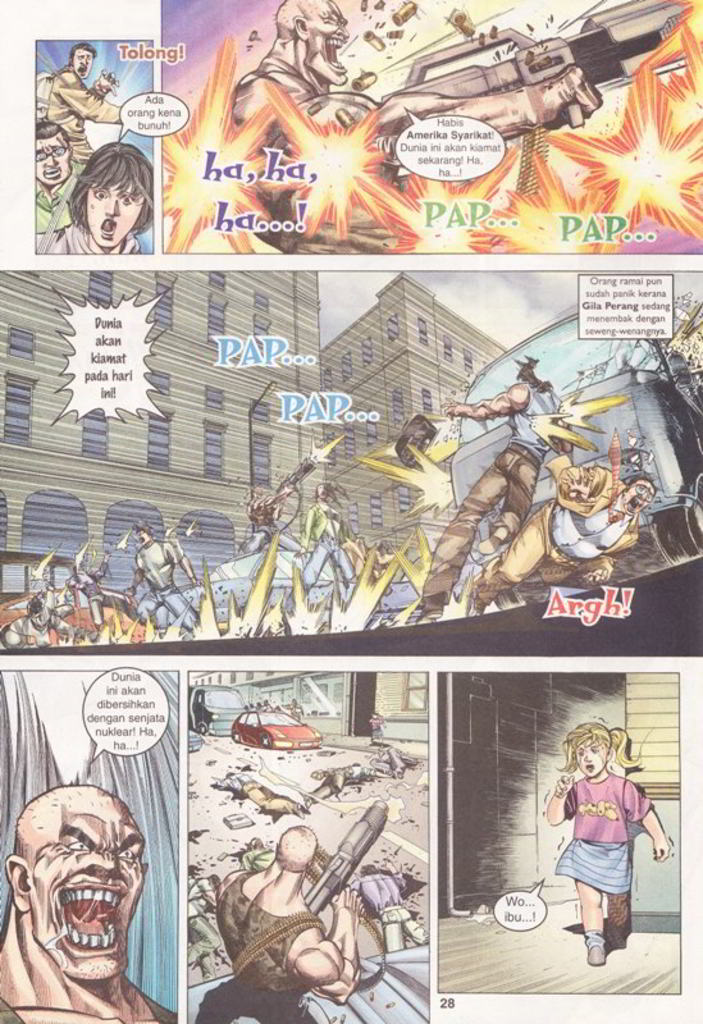 Tolong!
Ada
orang kena
bunuh!
Habis
Amerika Syarikat!
Dunia ini akan kiamat
sekarang! Ha,
ha...!
ha, ha,
ha...!
PAP...
PAP...
Dunia
akan
kiamat
pada hari
ini!
PAP...
PAP...
Orang ramai pun
sudah panik kerana
Gila Perang sedang
menembak dengan
seweng-wenangnya.
Argh!
Dunia
ini akan
dibersihkan
dengan senjata
nuklear! Ha,
ha...!
Wo...
ibu...!
28